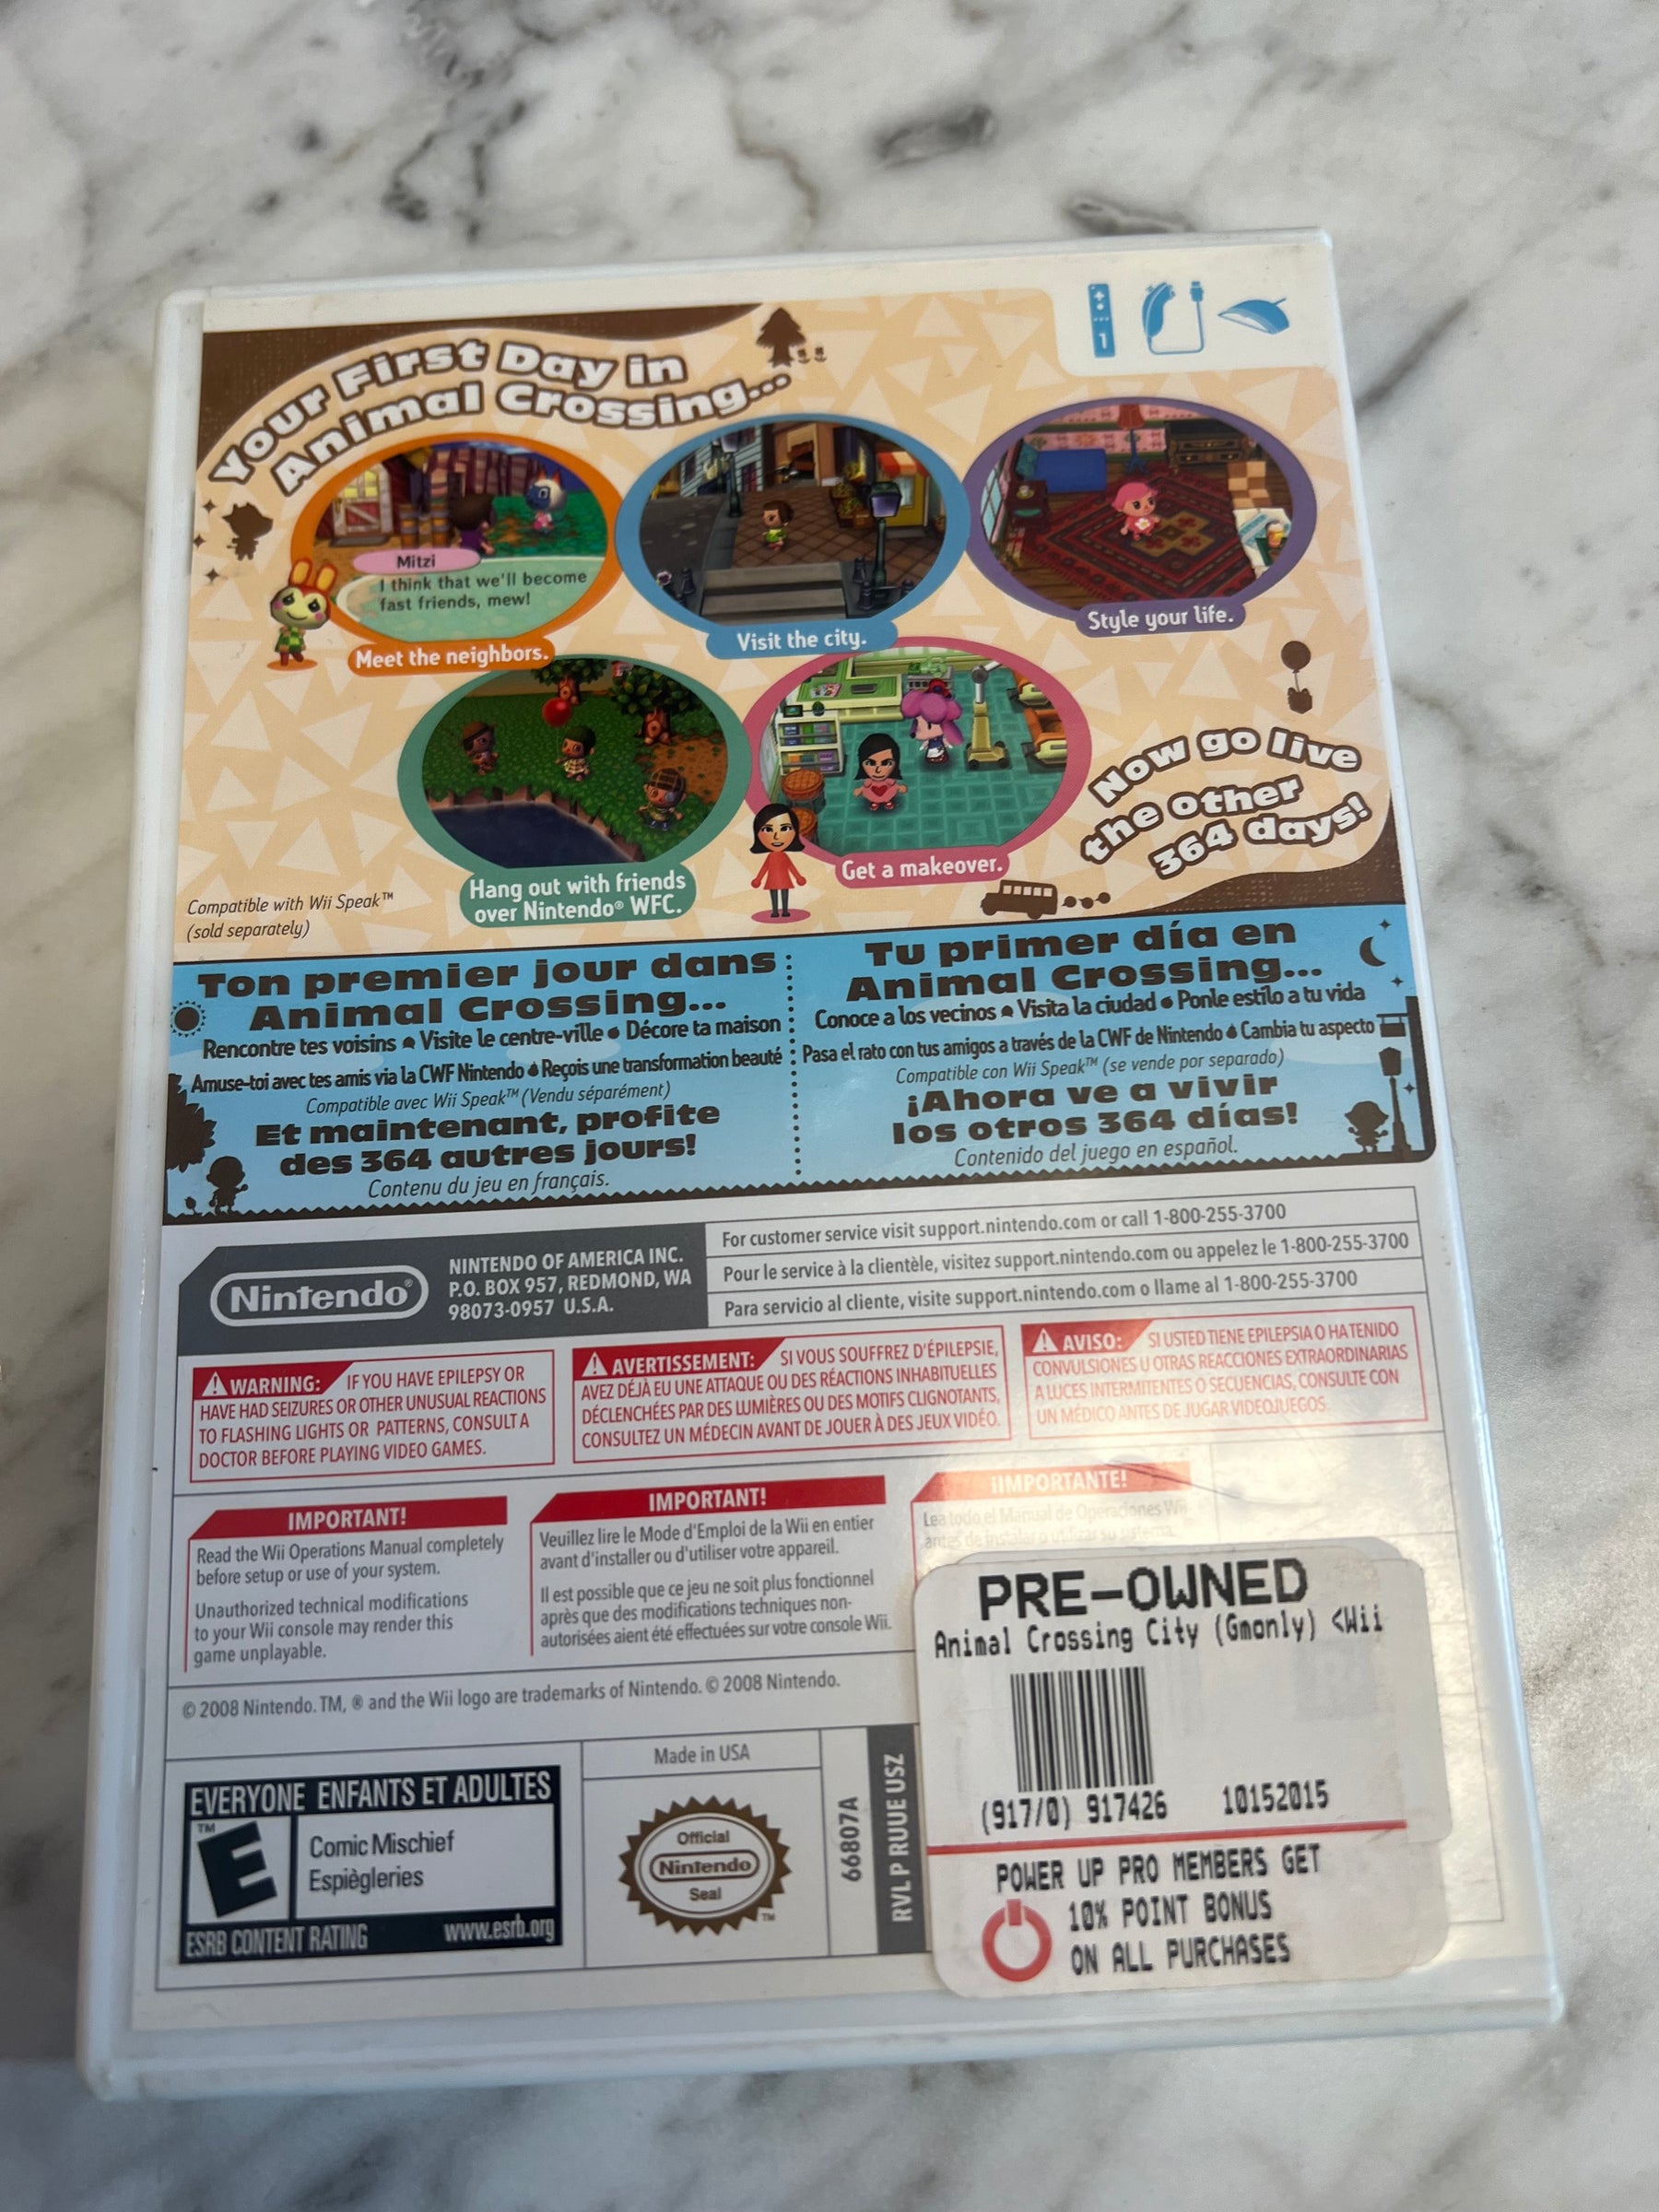 Your First Day in
Animal Crossing...
1
Mitzi
I think that we'll become
fast friends, mew!
Meet the neighbors.
Visit the city.
Style your life.
Hang out with friends
over Nintendo® WFC.
Get a makeover.
Now go live
the other
364 days!
Compatible with Wii Speak™
(sold separately)
Ton premier jour dans
Animal Crossing...
Rencontre tes voisins Visite le centre-ville Décore ta maison
Amuse-toi avec tes amis via la CWF Nintendo Reçois une transformation beauté
Compatible avec Wii Speak™ (Vendu séparément)
Et maintenant, profite
des 364 autres jours!
Contenu du jeu en français.
Tu primer día en
Animal Crossing...
Conoce a los vecinos Visita la ciudad Ponle estilo a tu vida
Pasa el rato con tus amigos a través de la CWF de Nintendo Cambia tu aspecto
Compatible con Wii Speak™ (se vende por separado)
¡Ahora ve a vivir
los otros 364 días!
Contenido del juego en español.
Nintendo®
NINTENDO OF AMERICA INC.
P.O. BOX 957, REDMOND, WA
98073-0957 U.S.A.
For customer service visit support.nintendo.com or call 1-800-255-3700
Pour le service à la clientèle, visitez support.nintendo.com ou appelez le 1-800-255-3700
Para servicio al cliente, visite support.nintendo.com o llame al 1-800-255-3700
WARNING: IF YOU HAVE EPILEPSY OR
HAVE HAD SEIZURES OR OTHER UNUSUAL REACTIONS
TO FLASHING LIGHTS OR PATTERNS, CONSULT A
DOCTOR BEFORE PLAYING VIDEO GAMES.
AVERTISSEMENT: SI VOUS SOUFFREZ D'ÉPILEPSIE,
AVEZ DÉJÀ EU UNE ATTAQUE OU DES RÉACTIONS INHABITUELLES
DÉCLENCHÉES PAR DES LUMIÈRES OU DES MOTIFS CLIGNOTANTS,
CONSULTEZ UN MÉDECIN AVANT DE JOUER À DES JEUX VIDÉO.
AVISO: SI USTED TIENE EPILEPSIA O HA TENIDO
CONVULSIONES U OTRAS REACCIONES EXTRAORDINARIAS
A LUCES INTERMITENTES O SECUENCIAS, CONSULTE CON
UN MÉDICO ANTES DE JUGAR VIDEOJUEGOS.
IMPORTANT!
Read the Wii Operations Manual completely
before setup or use of your system.
Unauthorized technical modifications
to your Wii console may render this
game unplayable.
IMPORTANT!
Veuillez lire le Mode d'Emploi de la Wii en entier
avant d'installer ou d'utiliser votre appareil.
Il est possible que ce jeu ne soit plus fonctionnel
après que des modifications techniques non-
autorisées aient été effectuées sur votre console Wii.
¡IMPORTANTE!
Lea todo el Manual de Operaciones Wii
antes de instalar o utilizar su sistema.
© 2008 Nintendo. TM, ® and the Wii logo are trademarks of Nintendo. © 2008 Nintendo.
EVERYONE ENFANTS ET ADULTES
E
TM
Comic Mischief
Espiègleries
ESRB CONTENT RATING www.esrb.org
Made in USA
Official
Nintendo
Seal
TM
66807A
RVL P RUUE USZ
PRE-OWNED
Animal Crossing City (Gmonly) <Wii
(917/0) 917426 10152015
POWER UP PRO MEMBERS GET
10% POINT BONUS
ON ALL PURCHASES